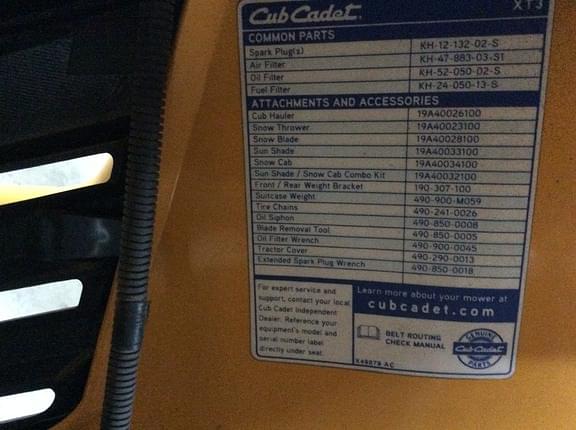 Cub Cadet. XT3
COMMON PARTS
Spark Plug(s) KH-12-132-02-S
Air Filter KH-47-883-03-S1
Oil Filter KH-52-050-02-S
Fuel Filter KH-24-050-13-S
ATTACHMENTS AND ACCESSORIES
Cub Hauler 19A40026100
Snow Thrower 19A40023100
Snow Blade 19A40028100
Sun Shade 19A40033100
Snow Cab 19A40034100
Sun Shade / Snow Cab Combo Kit 19A40032100
Front / Rear Weight Bracket 190-307-100
Suitcase Weight 490-900-M059
Tire Chains 490-241-0026
Oil Siphon 490-850-0008
Blade Removal Tool 490-850-0005
Oil Filter Wrench 490-900-0045
Tractor Cover 490-290-0013
Extended Spark Plug Wrench 490-850-0018
For expert service and
support, contact your local
Cub Cadet Independent
Dealer. Reference your
equipment's model and
serial number label
directly under seat.
Learn more about your mower at
cubcadet.com
BELT ROUTING
CHECK MANUAL
GENUINE
Cub Cadet
PARTS
X49079 AC